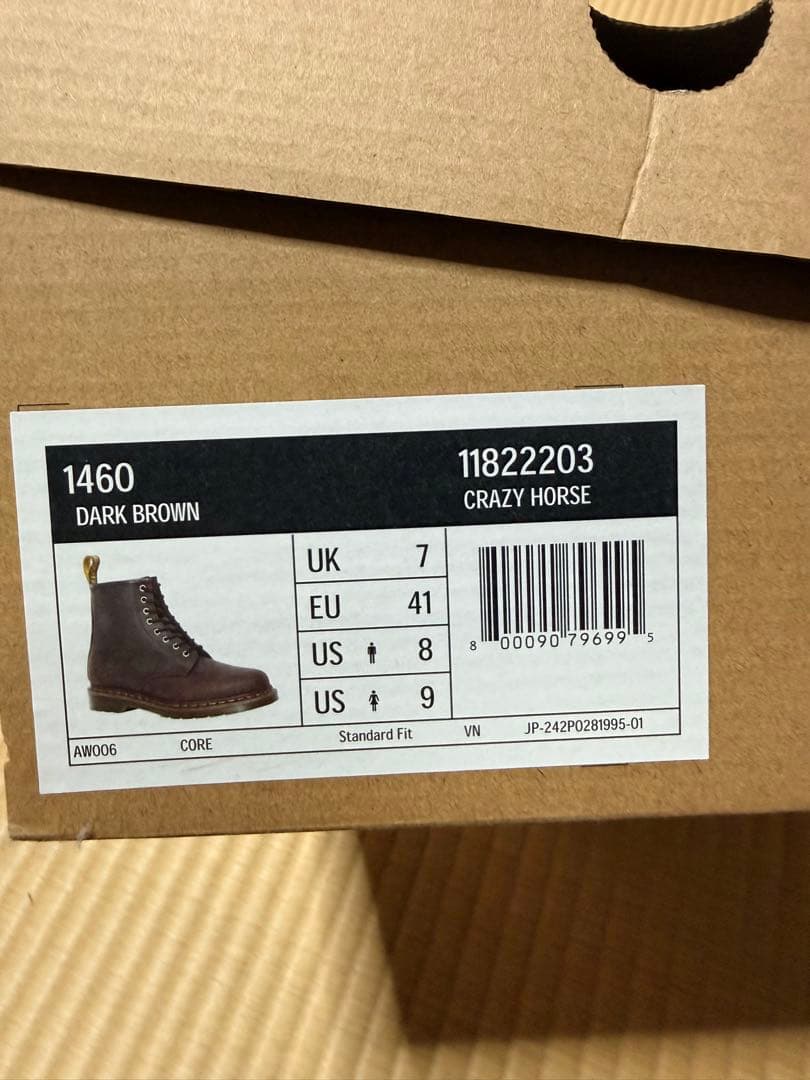 1460
DARK BROWN
11822203
CRAZY HORSE
UK 7
EU 41
US 8
US 9
8 00090 79699 5
AW006 CORE Standard Fit VN JP-242P0281995-01